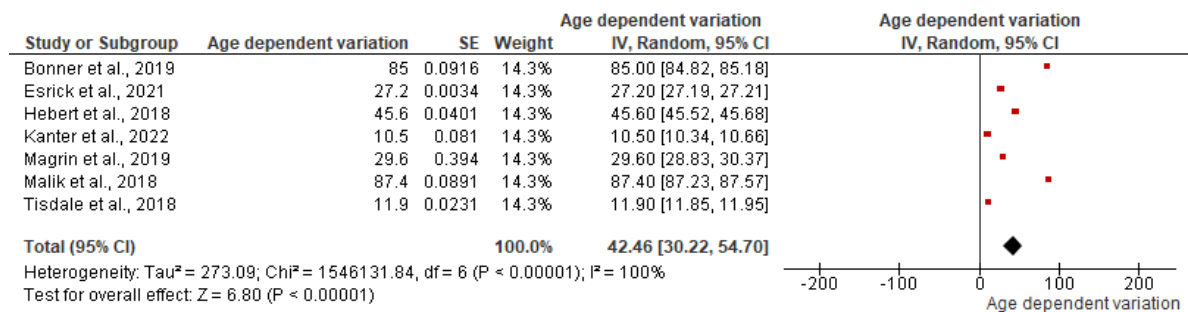 Age dependent variation Age dependent variation
Study or Subgroup Age dependent variation SE Weight IV, Random, 95% CI IV, Random, 95% CI
Bonner et al., 2019 85 0.0916 14.3% 85.00 [84.82, 85.18]
Esrick et al., 2021 27.2 0.0034 14.3% 27.20 [27.19, 27.21]
Hebert et al., 2018 45.6 0.0401 14.3% 45.60 [45.52, 45.68]
Kanter et al., 2022 10.5 0.081 14.3% 10.50 [10.34, 10.66]
Magrin et al., 2019 29.6 0.394 14.3% 29.60 [28.83, 30.37]
Malik et al., 2018 87.4 0.0891 14.3% 87.40 [87.23, 87.57]
Tisdale et al., 2018 11.9 0.0231 14.3% 11.90 [11.85, 11.95]
Total (95% CI) 100.0% 42.46 [30.22, 54.70]
Heterogeneity: Tau² = 273.09; Chi² = 1546131.84, df = 6 (P < 0.00001); I² = 100%
Test for overall effect: Z = 6.80 (P < 0.00001)
-200 -100 0 100 200
Age dependent variation